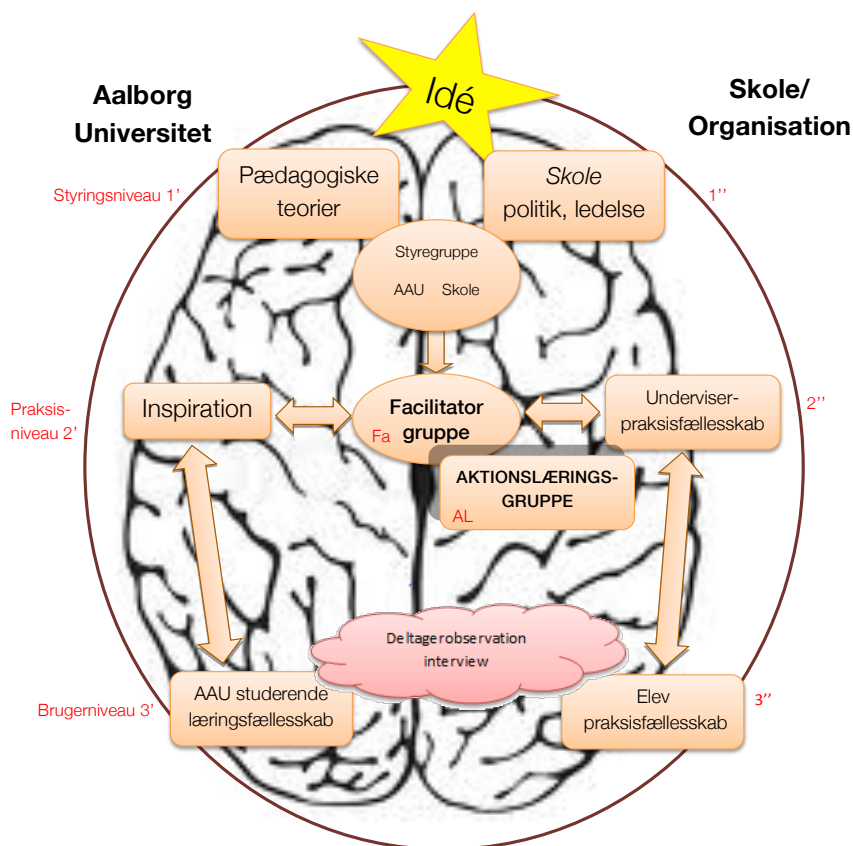 Idé
Aalborg
Universitet
Skole/
Organisation
Pædagogiske
teorier
Skole
politik, ledelse
Styringsniveau 1'
1''
Styregruppe
AAU Skole
Praksis-
niveau 2'
Inspiration
Facilitator
gruppe
Fa
Underviser-
praksisfællesskab
2''
AKTIONSLÆRINGS-
GRUPPE
AL
Deltagerobservation
interview
Brugerniveau 3'
AAU studerende
læringsfællesskab
Elev
praksisfællesskab
3''